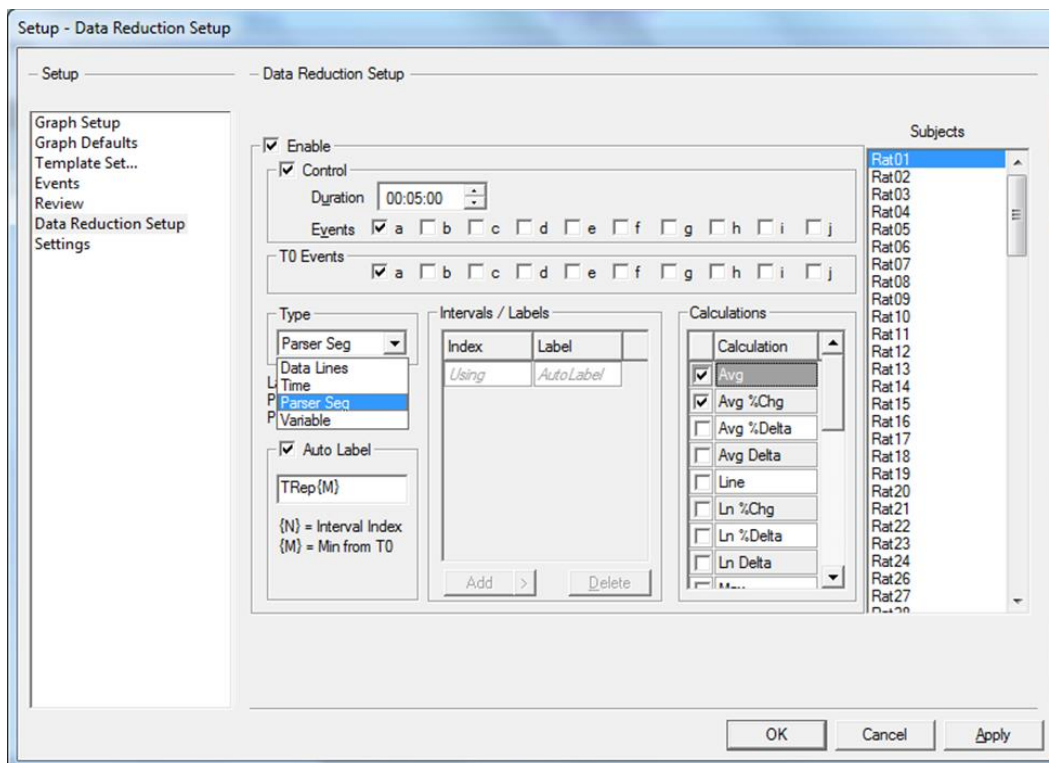 Setup - Data Reduction Setup
Setup
Graph Setup
Graph Defaults
Template Set...
Events
Review
Data Reduction Setup
Settings
Data Reduction Setup
Enable
Control
Duration 00:05:00
Events a b c d e f g h i j
T0 Events
a b c d e f g h i j
Type
Parser Seg
Data Lines
Time
Parser Seg
Variable
Auto Label
TRep{M}
{N} = Interval Index
{M} = Min from T0
Intervals / Labels
Index Label
Using AutoLabel
Add > Delete
Calculations
Calculation
Avg
Avg %Chg
Avg %Delta
Avg Delta
Line
Ln %Chg
Ln %Delta
Ln Delta
Subjects
Rat01
Rat02
Rat03
Rat04
Rat05
Rat06
Rat07
Rat08
Rat09
Rat10
Rat11
Rat12
Rat13
Rat14
Rat15
Rat16
Rat17
Rat18
Rat19
Rat20
Rat21
Rat22
Rat23
Rat24
Rat26
Rat27
Rat28
OK Cancel Apply